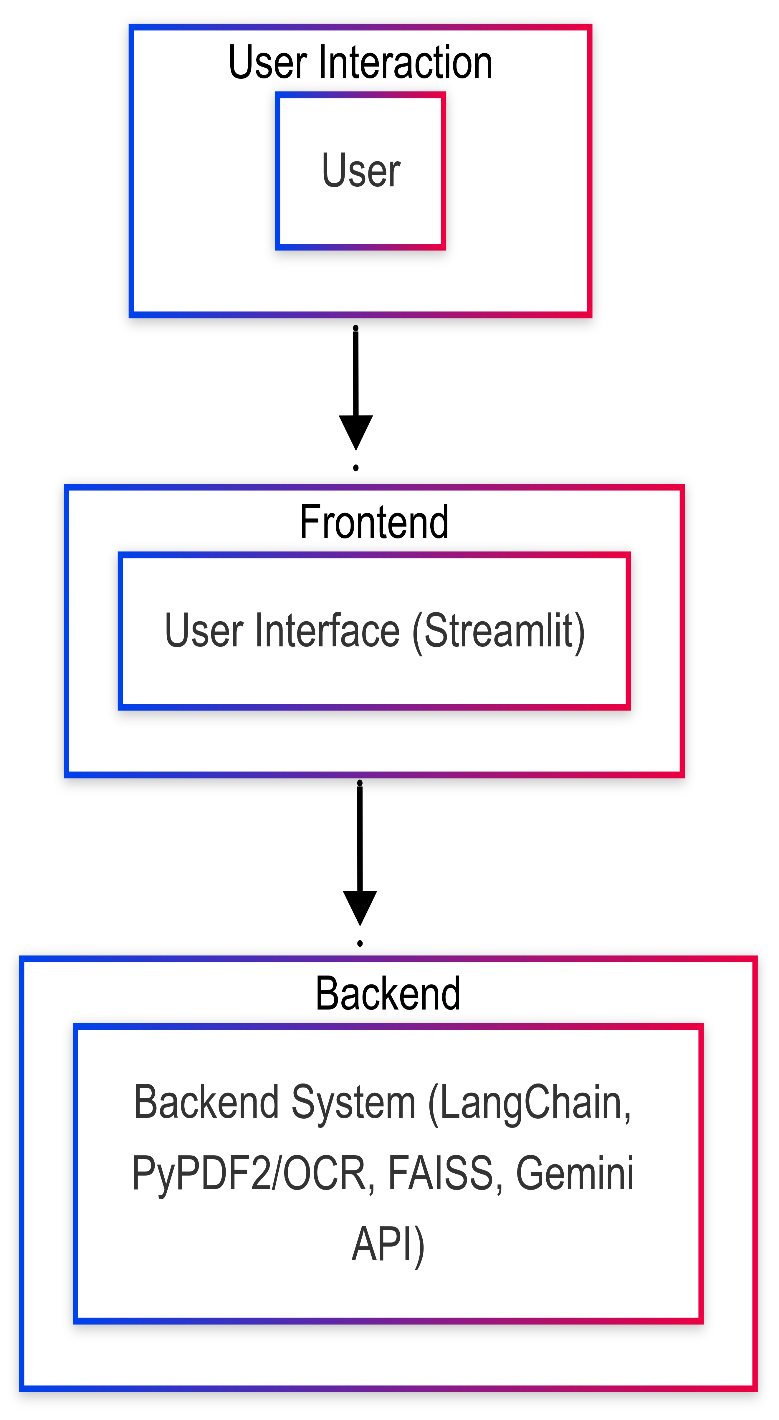 User Interaction
User
Frontend
User Interface (Streamlit)
Backend
Backend System (LangChain,
PyPDF2/OCR, FAISS, Gemini
API)